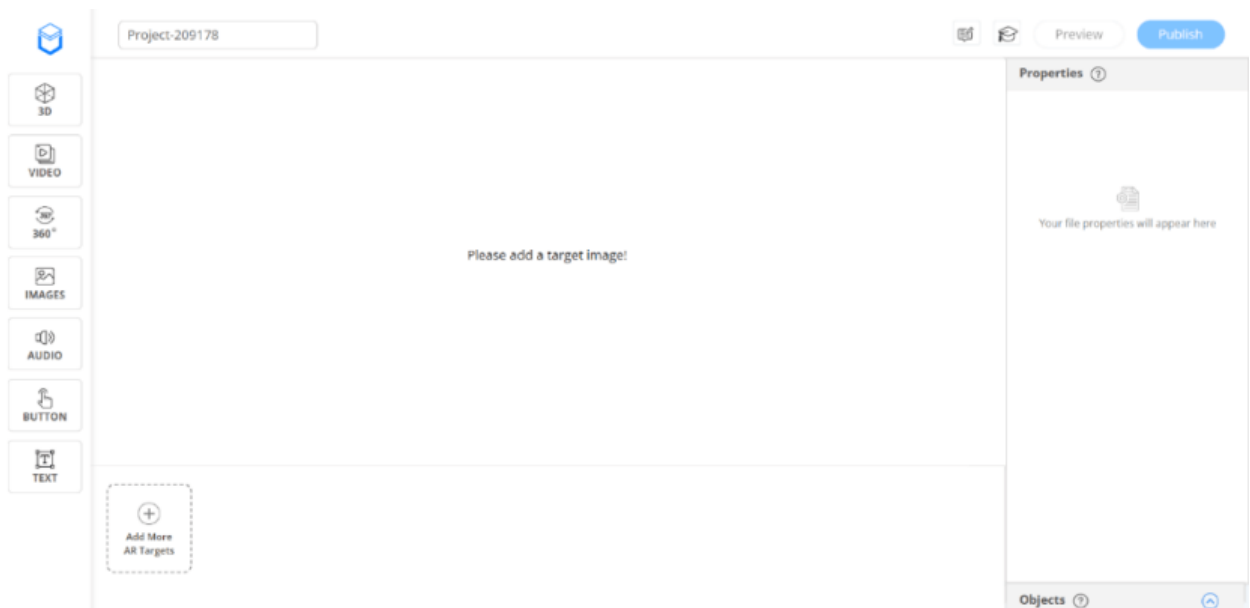 Project-209178
Preview
Publish
3D
VIDEO
360°
IMAGES
AUDIO
BUTTON
TEXT
Please add a target image!
Add More
AR Targets
Properties ?
Your file properties will appear here
Objects ?